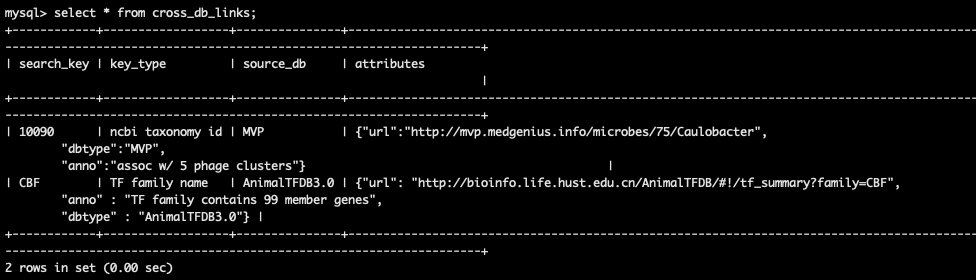 mysql> select * from cross_db_links;
+------------+------------------+---------------+------------------------------------------------------------------------------------------
--------------------------------------------------------------------+
| search_key | key_type         | source_db     | attributes
                                                                    |
+------------+------------------+---------------+------------------------------------------------------------------------------------------
--------------------------------------------------------------------+
| 10090      | ncbi taxonomy id | MVP           | {"url":"http://mvp.medgenius.info/microbes/75/Caulobacter",
        "dbtype":"MVP",
        "anno":"assoc w/ 5 phage clusters"}                                           |
| CBF        | TF family name   | AnimalTFDB3.0 | {"url": "http://bioinfo.life.hust.edu.cn/AnimalTFDB/#!/tf_summary?family=CBF",
        "anno" : "TF family contains 99 member genes",
        "dbtype" : "AnimalTFDB3.0"} |
+------------+------------------+---------------+------------------------------------------------------------------------------------------
--------------------------------------------------------------------+
2 rows in set (0.00 sec)